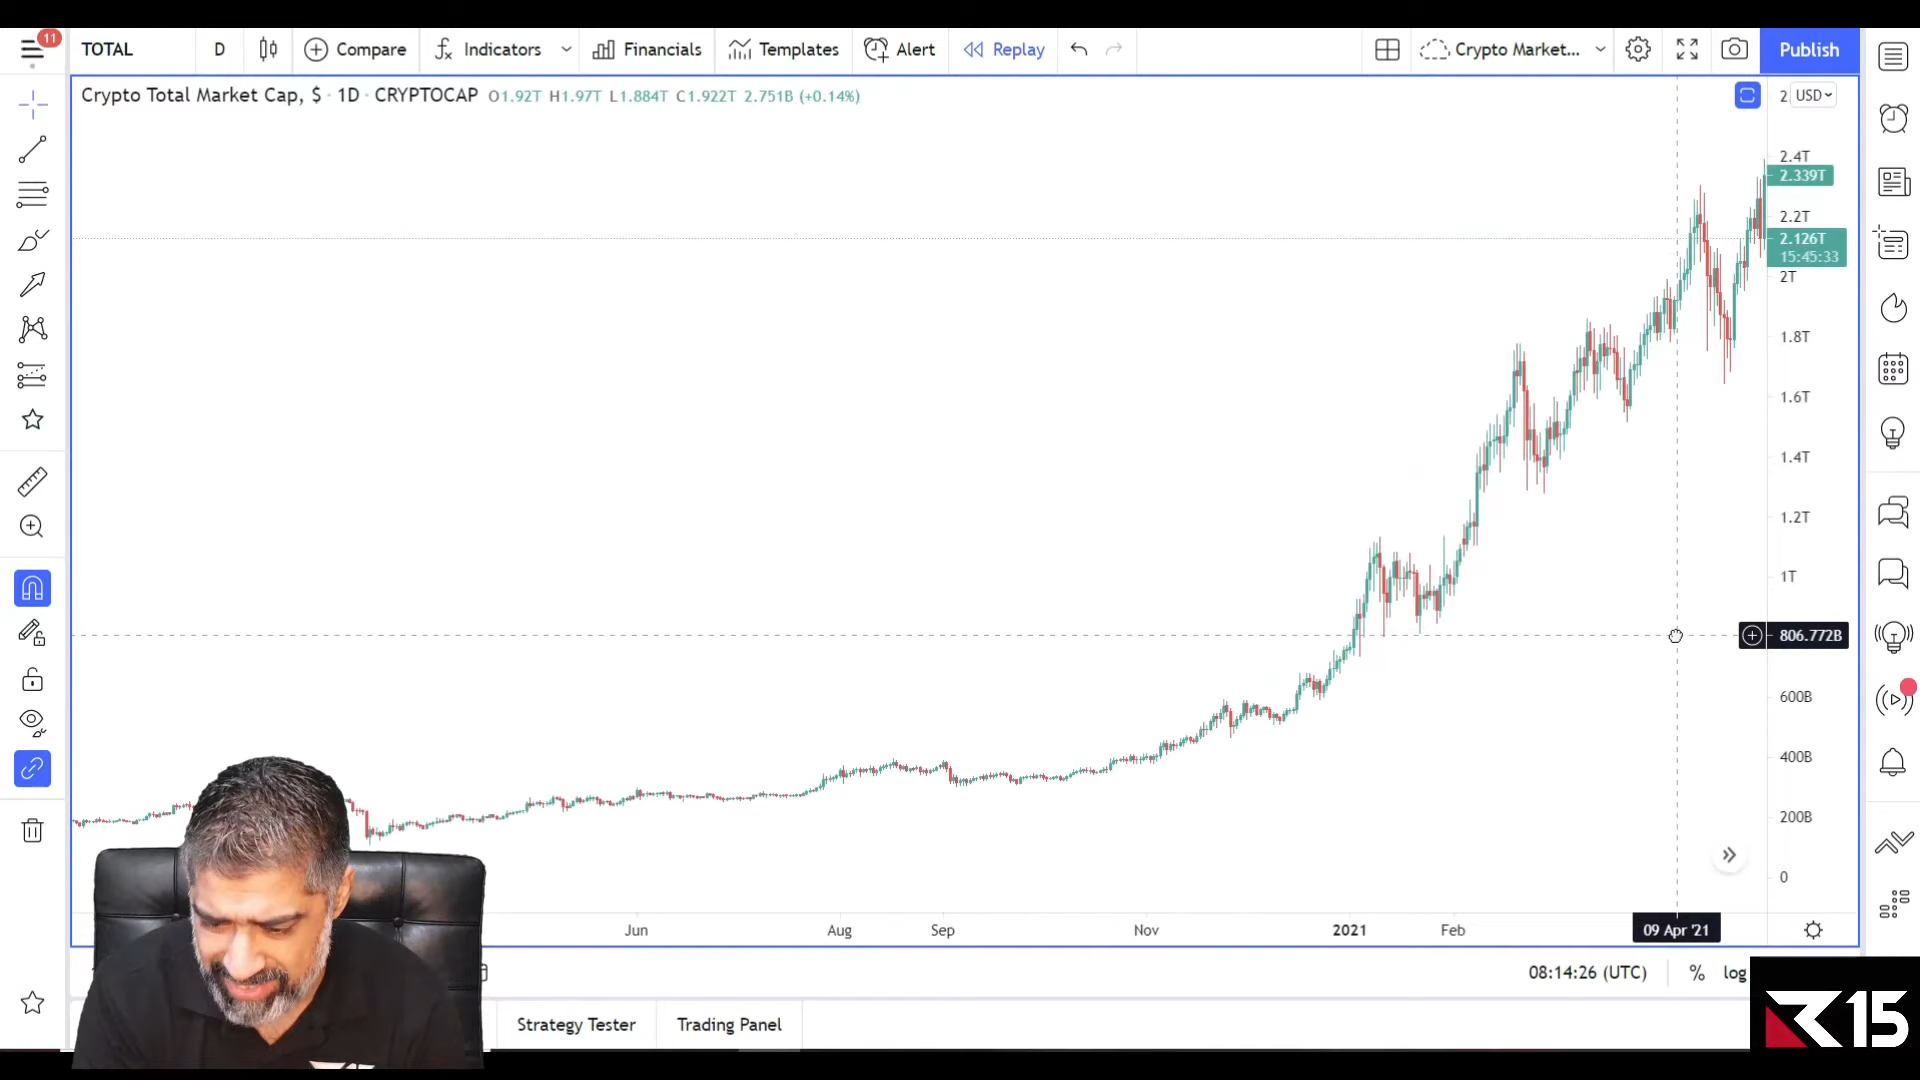 11
TOTAL D Compare Indicators Financials Templates Alert Replay Crypto Market... Publish
Crypto Total Market Cap, $ · 1D · CRYPTOCAP O1.92T H1.97T L1.884T C1.922T 2.751B (+0.14%)
2. USD
2.4T
2.339T
2.2T
2.126T
15:45:33
2T
1.8T
1.6T
1.4T
1.2T
1T
806.772B
600B
400B
200B
0
Jun Aug Sep Nov 2021 Feb 09 Apr '21
08:14:26 (UTC) % log
Strategy Tester Trading Panel
R15